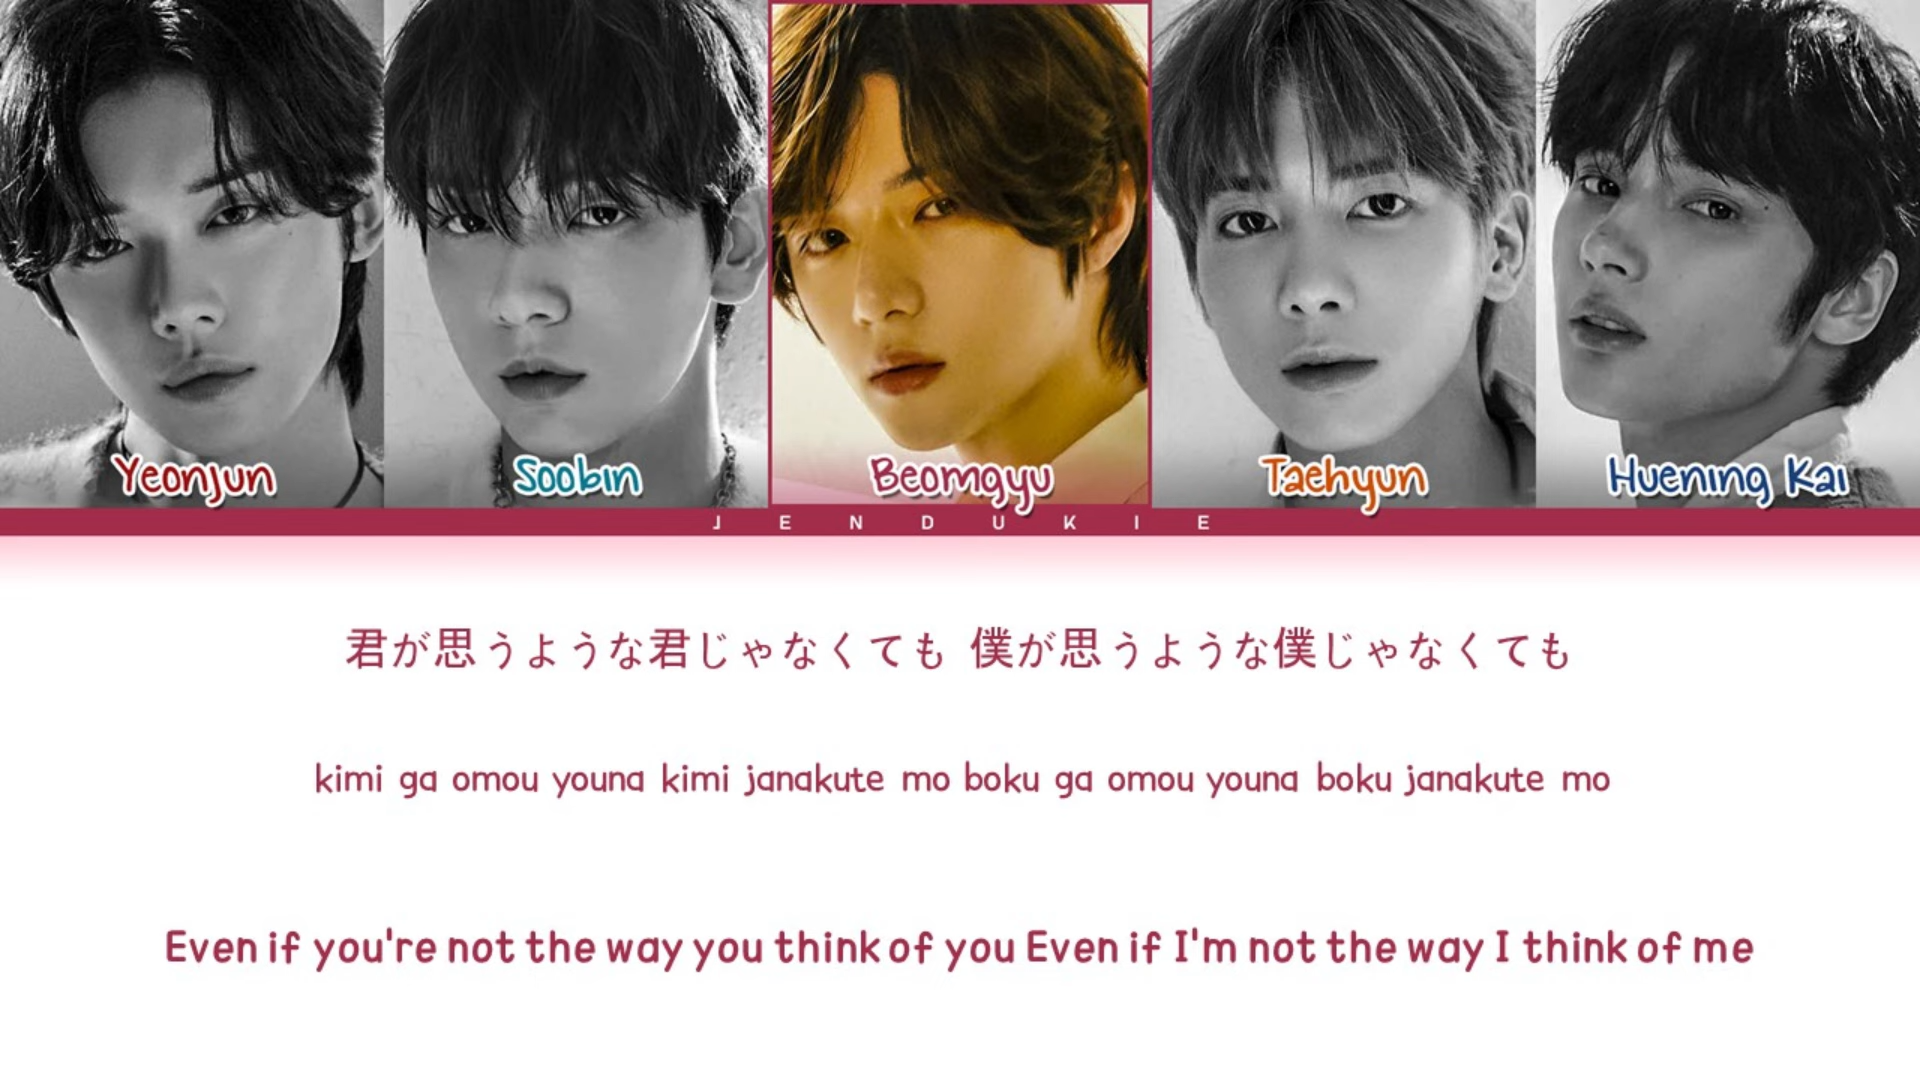 Yeonjun Soobin Beomgyu Taehyun Huening Kai
JENDUKIE
君が思うような君じゃなくても 僕が思うような僕じゃなくても
kimi ga omou youna kimi janakute mo boku ga omou youna boku janakute mo
Even if you're not the way you think of you Even if I'm not the way I think of me